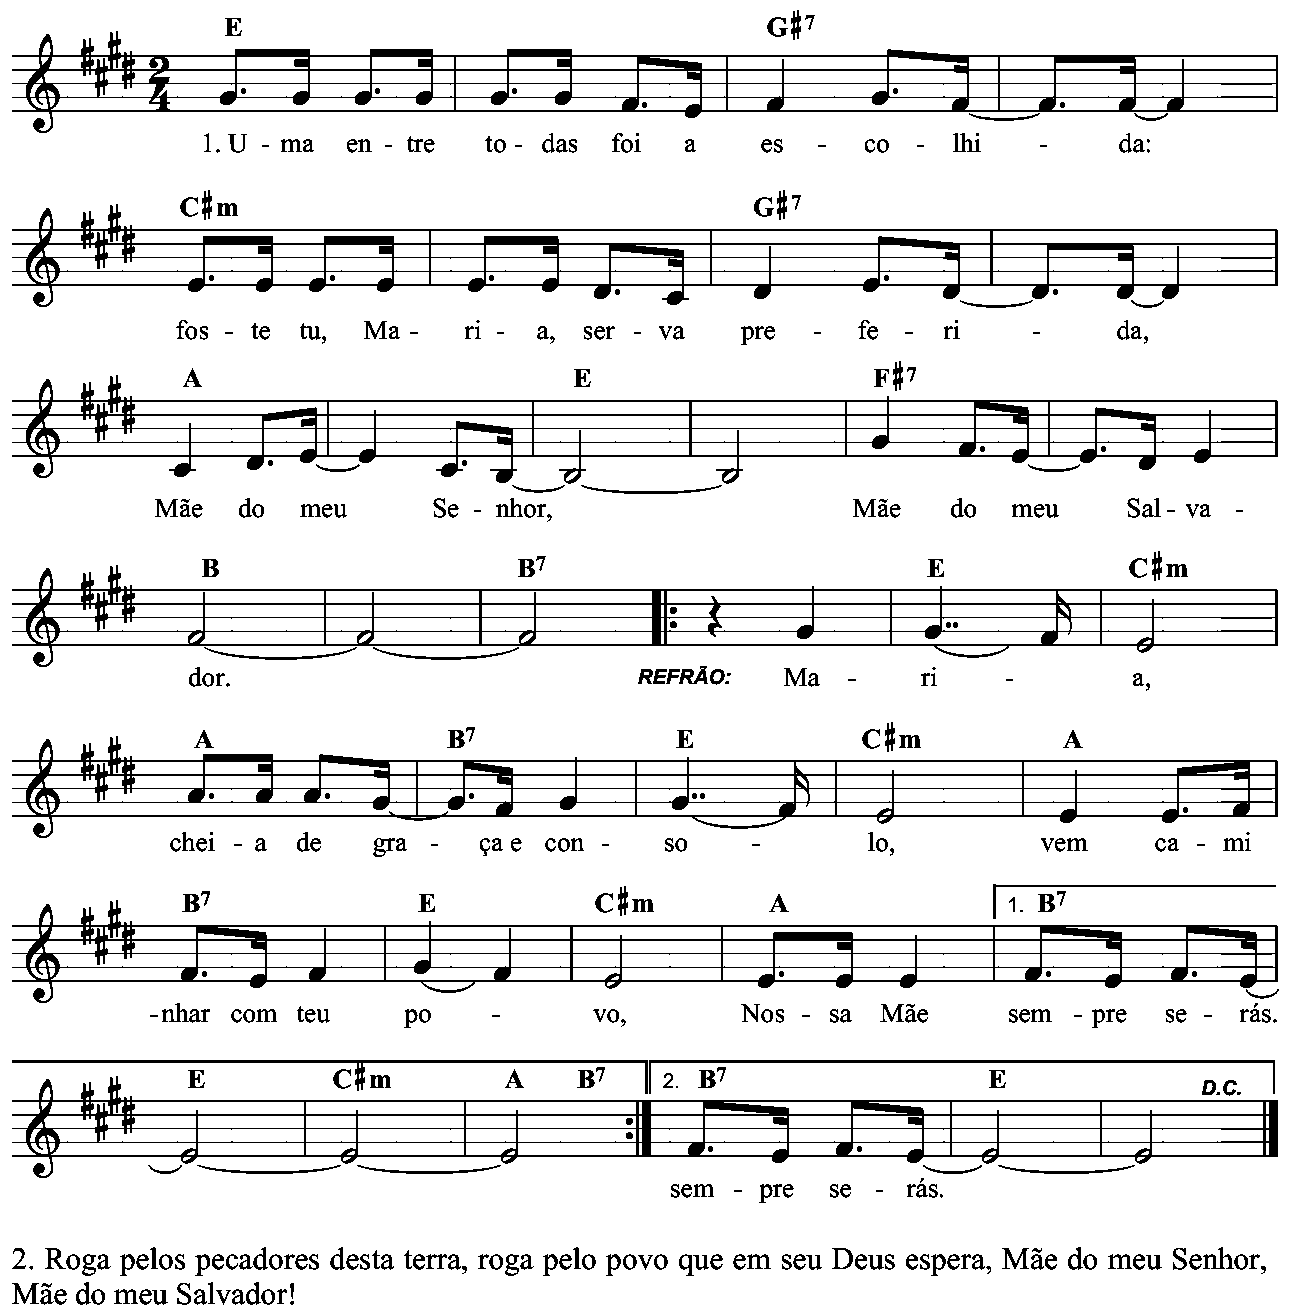 E G#7
2/4
1. U - ma en - tre to - das foi a es - co - lhi - da:
C#m G#7
fos - te tu, Ma - ri - a, ser - va pre - fe - ri - da,
A E F#7
Mãe do meu Se - nhor, Mãe do meu Sal - va -
B B7 E C#m
dor. REFRÃO: Ma - ri - a,
A B7 E C#m A
chei - a de gra - ça e con - so - lo, vem ca - mi
B7 E C#m A 1. B7
-nhar com teu po - vo, Nos - sa Mãe sem - pre se - rás.
E C#m A B7 2. B7 E D.C.
sem - pre se - rás.
2. Roga pelos pecadores desta terra, roga pelo povo que em seu Deus espera, Mãe do meu Senhor,
Mãe do meu Salvador!